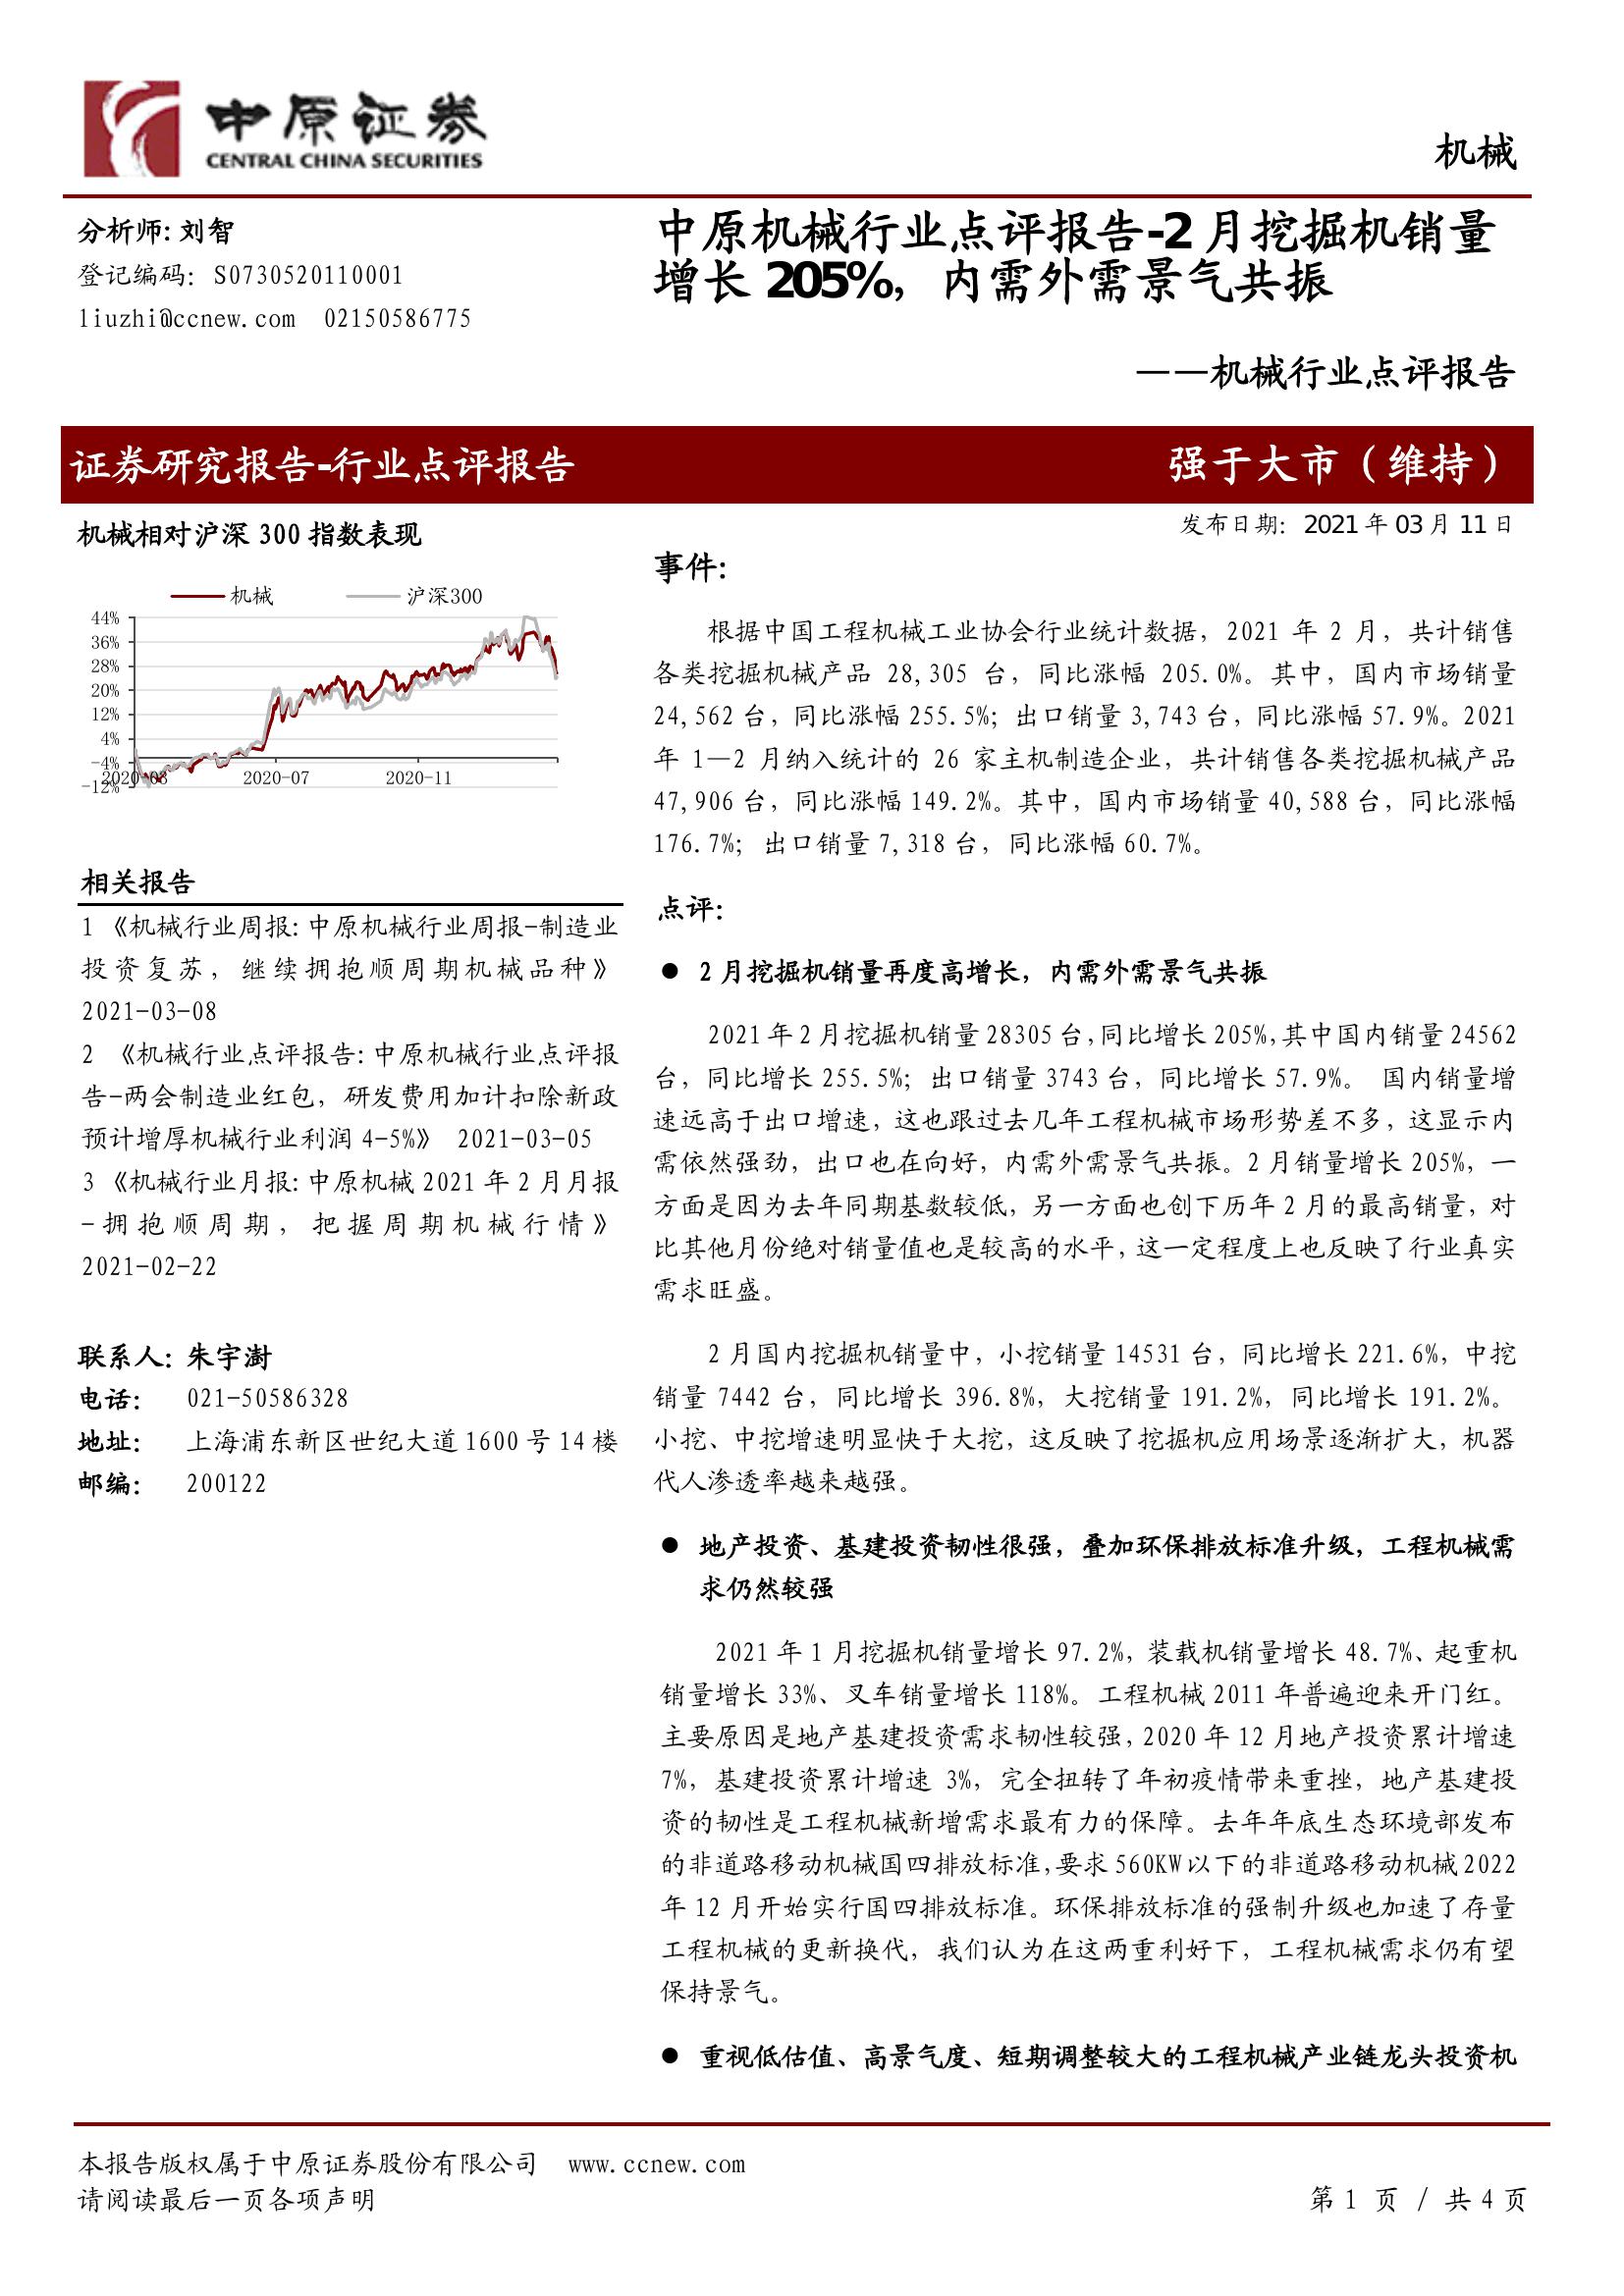 中原证券
CENTRAL CHINA SECURITIES
机械
分析师: 刘智
登记编码: S0730520110001
liuzhi@ccnew.com 02150586775
中原机械行业点评报告-2 月挖掘机销量
增长 205%，内需外需景气共振
——机械行业点评报告
证券研究报告-行业点评报告
强于大市（维持）
机械相对沪深 300 指数表现
机械
沪深300
44%
36%
28%
20%
12%
4%
-4%
-12%
2020-03
2020-07
2020-11
相关报告
1 《机械行业周报: 中原机械行业周报-制造业
投资复苏，继续拥抱顺周期机械品种》
2021-03-08
2 《机械行业点评报告: 中原机械行业点评报
告-两会制造业红包，研发费用加计扣除新政
预计增厚机械行业利润 4-5%》 2021-03-05
3 《机械行业月报: 中原机械 2021 年 2 月月报
-拥抱顺周期，把握周期机械行情》
2021-02-22
联系人: 朱宇澍
电话: 021-50586328
地址: 上海浦东新区世纪大道 1600 号 14 楼
邮编: 200122
发布日期: 2021 年 03 月 11 日
事件:
根据中国工程机械工业协会行业统计数据，2021 年 2 月，共计销售
各类挖掘机械产品 28,305 台，同比涨幅 205.0%。其中，国内市场销量
24,562 台，同比涨幅 255.5%; 出口销量 3,743 台，同比涨幅 57.9%。2021
年 1—2 月纳入统计的 26 家主机制造企业，共计销售各类挖掘机械产品
47,906 台，同比涨幅 149.2%。其中，国内市场销量 40,588 台，同比涨幅
176.7%; 出口销量 7,318 台，同比涨幅 60.7%。
点评:
● 2 月挖掘机销量再度高增长，内需外需景气共振
2021 年 2 月挖掘机销量 28305 台,同比增长 205%,其中国内销量 24562
台，同比增长 255.5%; 出口销量 3743 台，同比增长 57.9%。 国内销量增
速远高于出口增速，这也跟过去几年工程机械市场形势差不多，这显示内
需依然强劲，出口也在向好，内需外需景气共振。2 月销量增长 205%，一
方面是因为去年同期基数较低，另一方面也创下历年 2 月的最高销量，对
比其他月份绝对销量值也是较高的水平，这一定程度上也反映了行业真实
需求旺盛。
2 月国内挖掘机销量中，小挖销量 14531 台，同比增长 221.6%，中挖
销量 7442 台，同比增长 396.8%，大挖销量 191.2%，同比增长 191.2%。
小挖、中挖增速明显快于大挖，这反映了挖掘机应用场景逐渐扩大，机器
代人渗透率越来越强。
● 地产投资、基建投资韧性很强，叠加环保排放标准升级，工程机械需
求仍然较强
2021 年 1 月挖掘机销量增长 97.2%，装载机销量增长 48.7%、起重机
销量增长 33%、叉车销量增长 118%。工程机械 2011 年普遍迎来开门红。
主要原因是地产基建投资需求韧性较强，2020 年 12 月地产投资累计增速
7%，基建投资累计增速 3%，完全扭转了年初疫情带来重挫，地产基建投
资的韧性是工程机械新增需求最有力的保障。去年年底生态环境部发布
的非道路移动机械国四排放标准，要求 560KW 以下的非道路移动机械 2022
年 12 月开始实行国四排放标准。环保排放标准的强制升级也加速了存量
工程机械的更新换代，我们认为在这两重利好下，工程机械需求仍有望
保持景气。
● 重视低估值、高景气度、短期调整较大的工程机械产业链龙头投资机
本报告版权属于中原证券股份有限公司 www.ccnew.com
请阅读最后一页各项声明
第 1 页 / 共 4 页